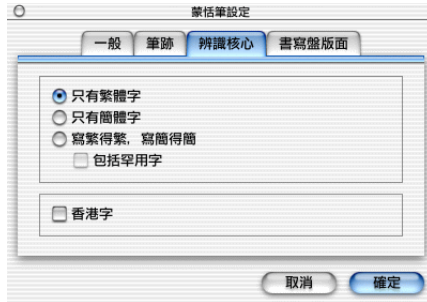 蒙恬筆設定
一般 筆跡 辨識核心 書寫盤版面
只有繁體字
只有簡體字
寫繁得繁，寫簡得簡
包括罕用字
香港字
取消 確定